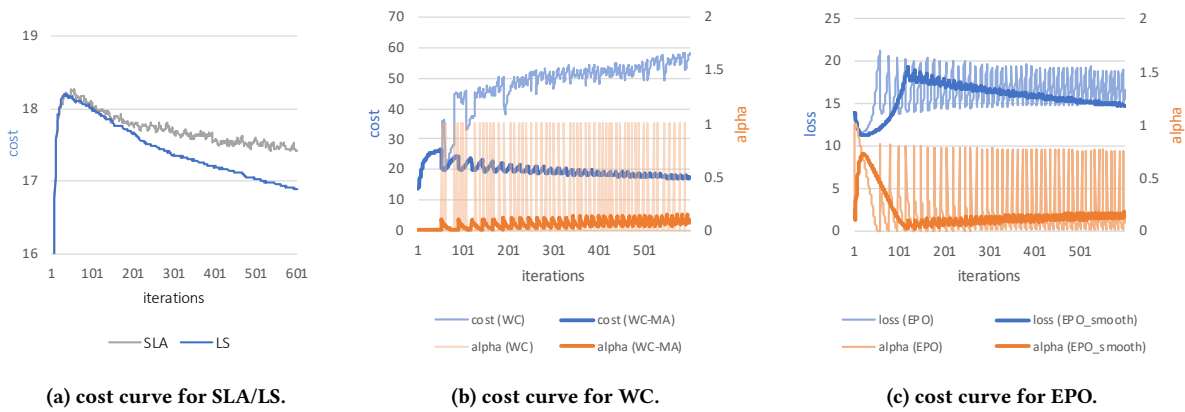 19
18
17
16
cost
1 101 201 301 401 501 601
iterations
SLA LS
(a) cost curve for SLA/LS.
70
60
50
40
30
20
10
0
cost
2
1.5
1
0.5
0
alpha
1 101 201 301 401 501
iterations
cost (WC) cost (WC-MA)
alpha (WC) alpha (WC-MA)
(b) cost curve for WC.
25
20
15
10
5
0
loss
2
1.5
1
0.5
0
alpha
1 101 201 301 401 501
iterations
loss (EPO) loss (EPO_smooth)
alpha (EPO) alpha (EPO_smooth)
(c) cost curve for EPO.